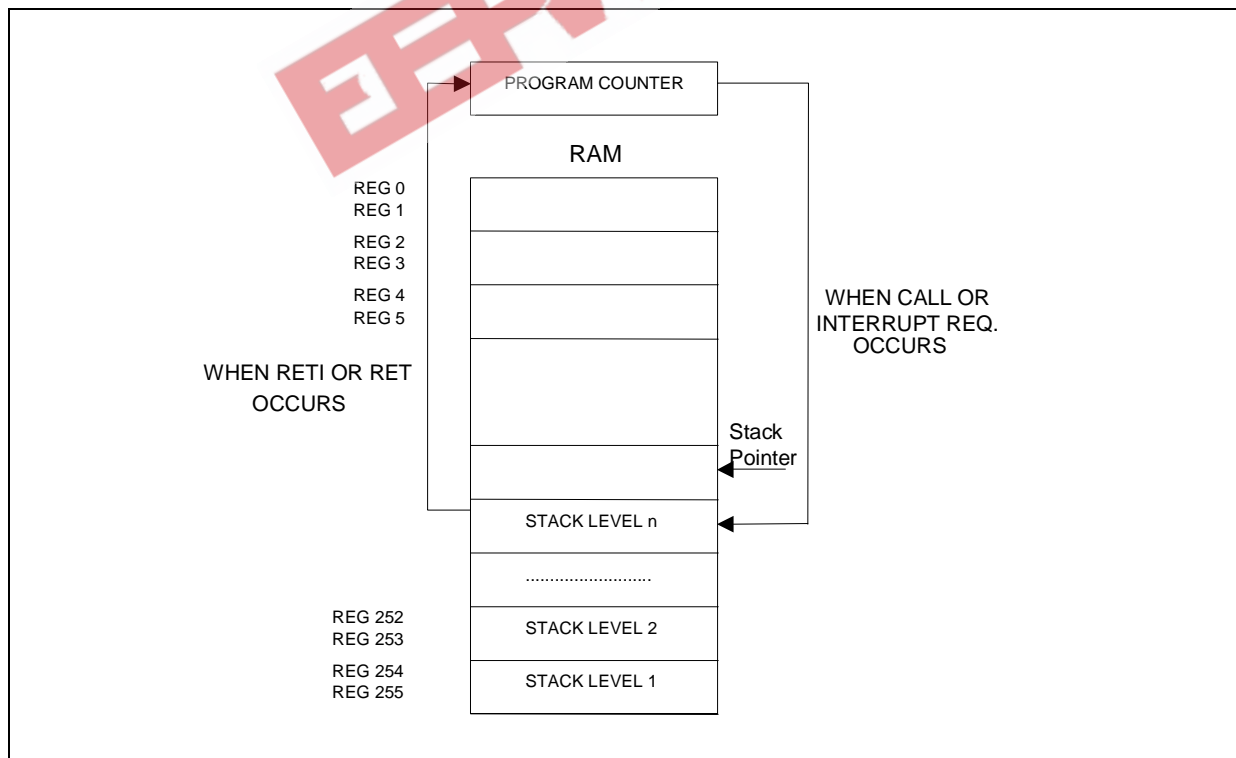 PROGRAM COUNTER
RAM
REG 0
REG 1
REG 2
REG 3
REG 4
REG 5
WHEN CALL OR
INTERRUPT REQ.
OCCURS
WHEN RETI OR RET
OCCURS
Stack
Pointer
STACK LEVEL n
..........................
REG 252
REG 253
STACK LEVEL 2
REG 254
REG 255
STACK LEVEL 1